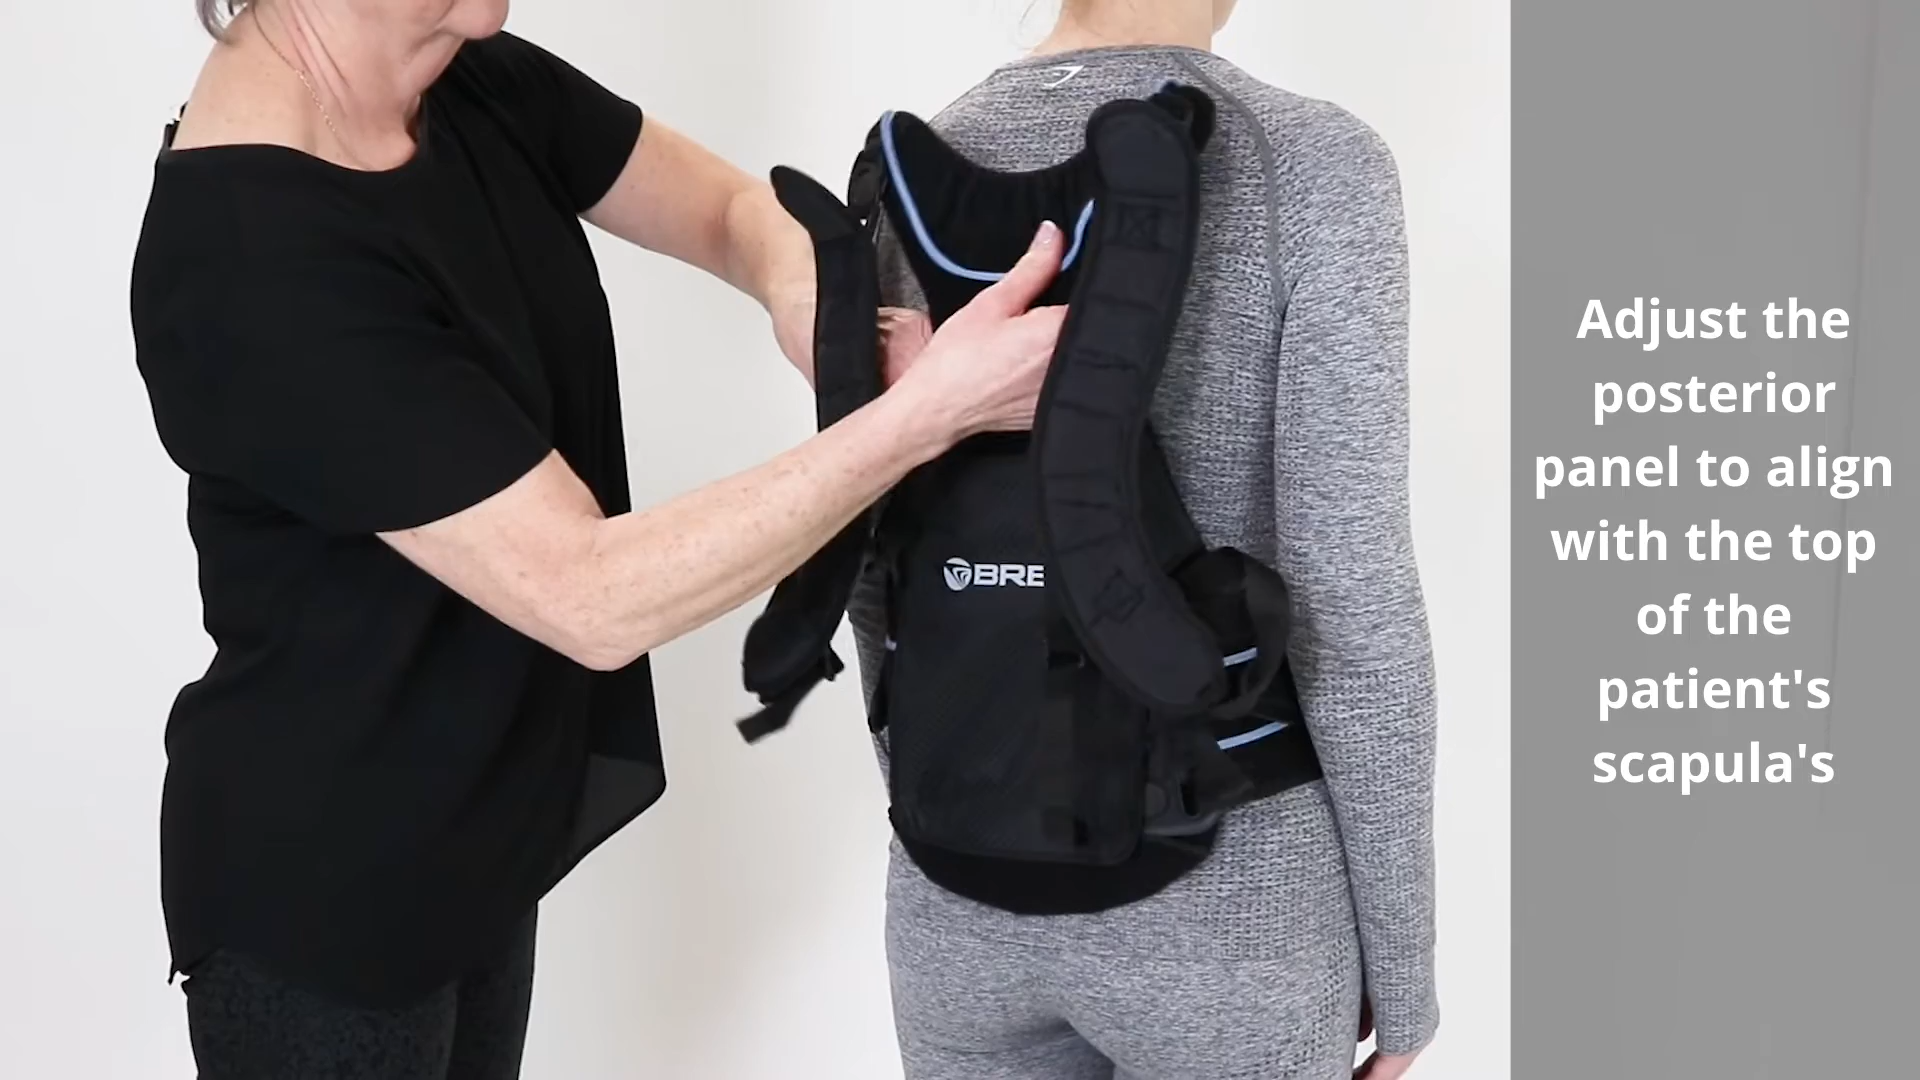 BRE
Adjust the
posterior
panel to align
with the top
of the
patient's
scapula's